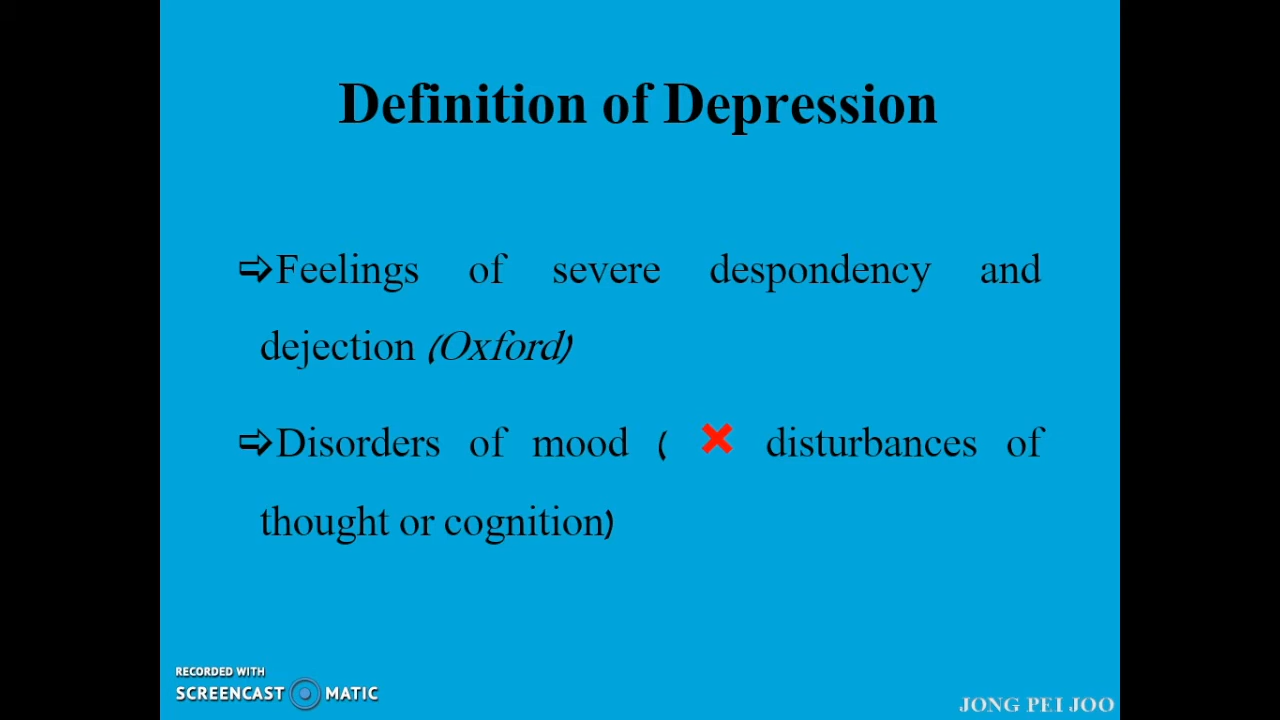 Definition of Depression
⇨Feelings of severe despondency and
dejection (Oxford)
⇨Disorders of mood ( ❌ disturbances of
thought or cognition)
RECORDED WITH
SCREENCAST MATIC
JONG PEI JOO